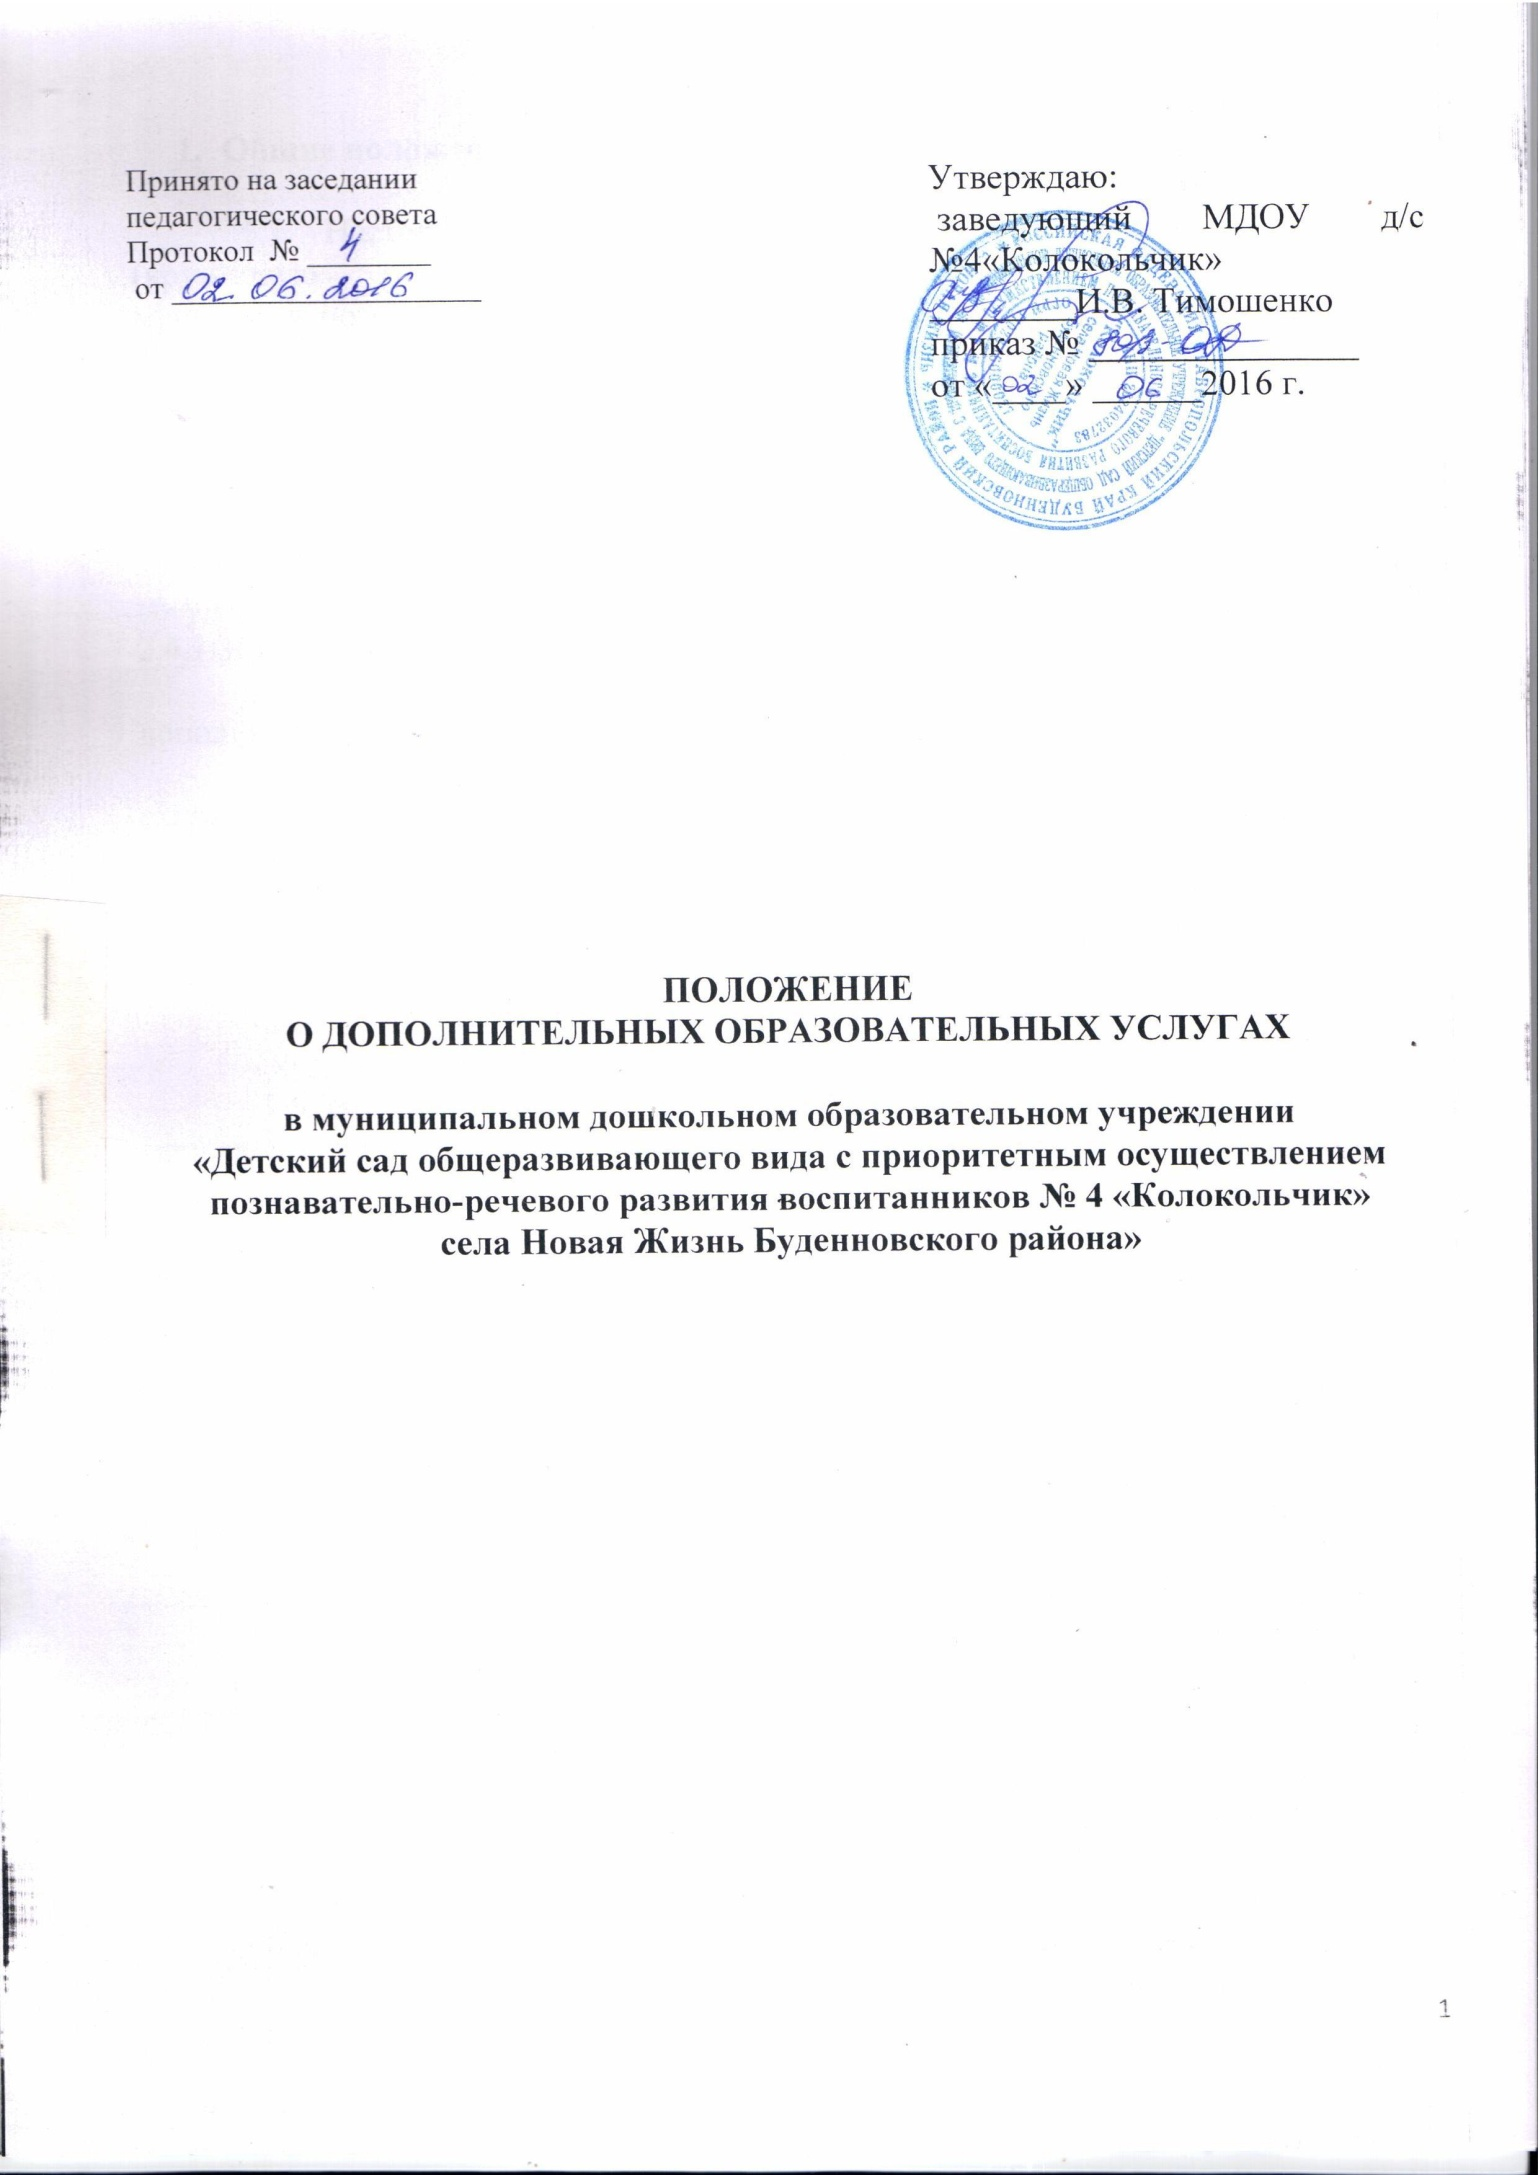 Принято на заседании
педагогического совета
Протокол № 4
от 02.06.2016
Утверждаю:
заведующий МДОУ д/с
№4«Колокольчик»
И.В. Тимошенко
приказ №
от «02» 06 2016 г.
ПОЛОЖЕНИЕ
О ДОПОЛНИТЕЛЬНЫХ ОБРАЗОВАТЕЛЬНЫХ УСЛУГАХ
в муниципальном дошкольном образовательном учреждении
«Детский сад общеразвивающего вида с приоритетным осуществлением
познавательно-речевого развития воспитанников № 4 «Колокольчик»
села Новая Жизнь Буденновского района»
1